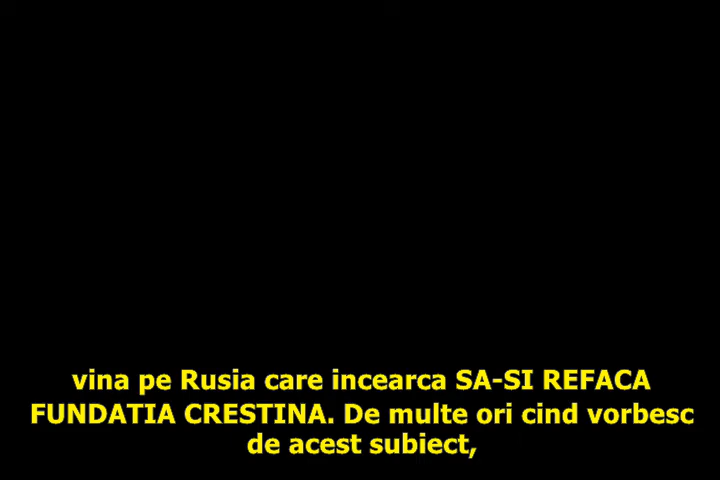 vina pe Rusia care incearca SA-SI REFACA
FUNDATIA CRESTINA. De multe ori cind vorbesc
de acest subiect,